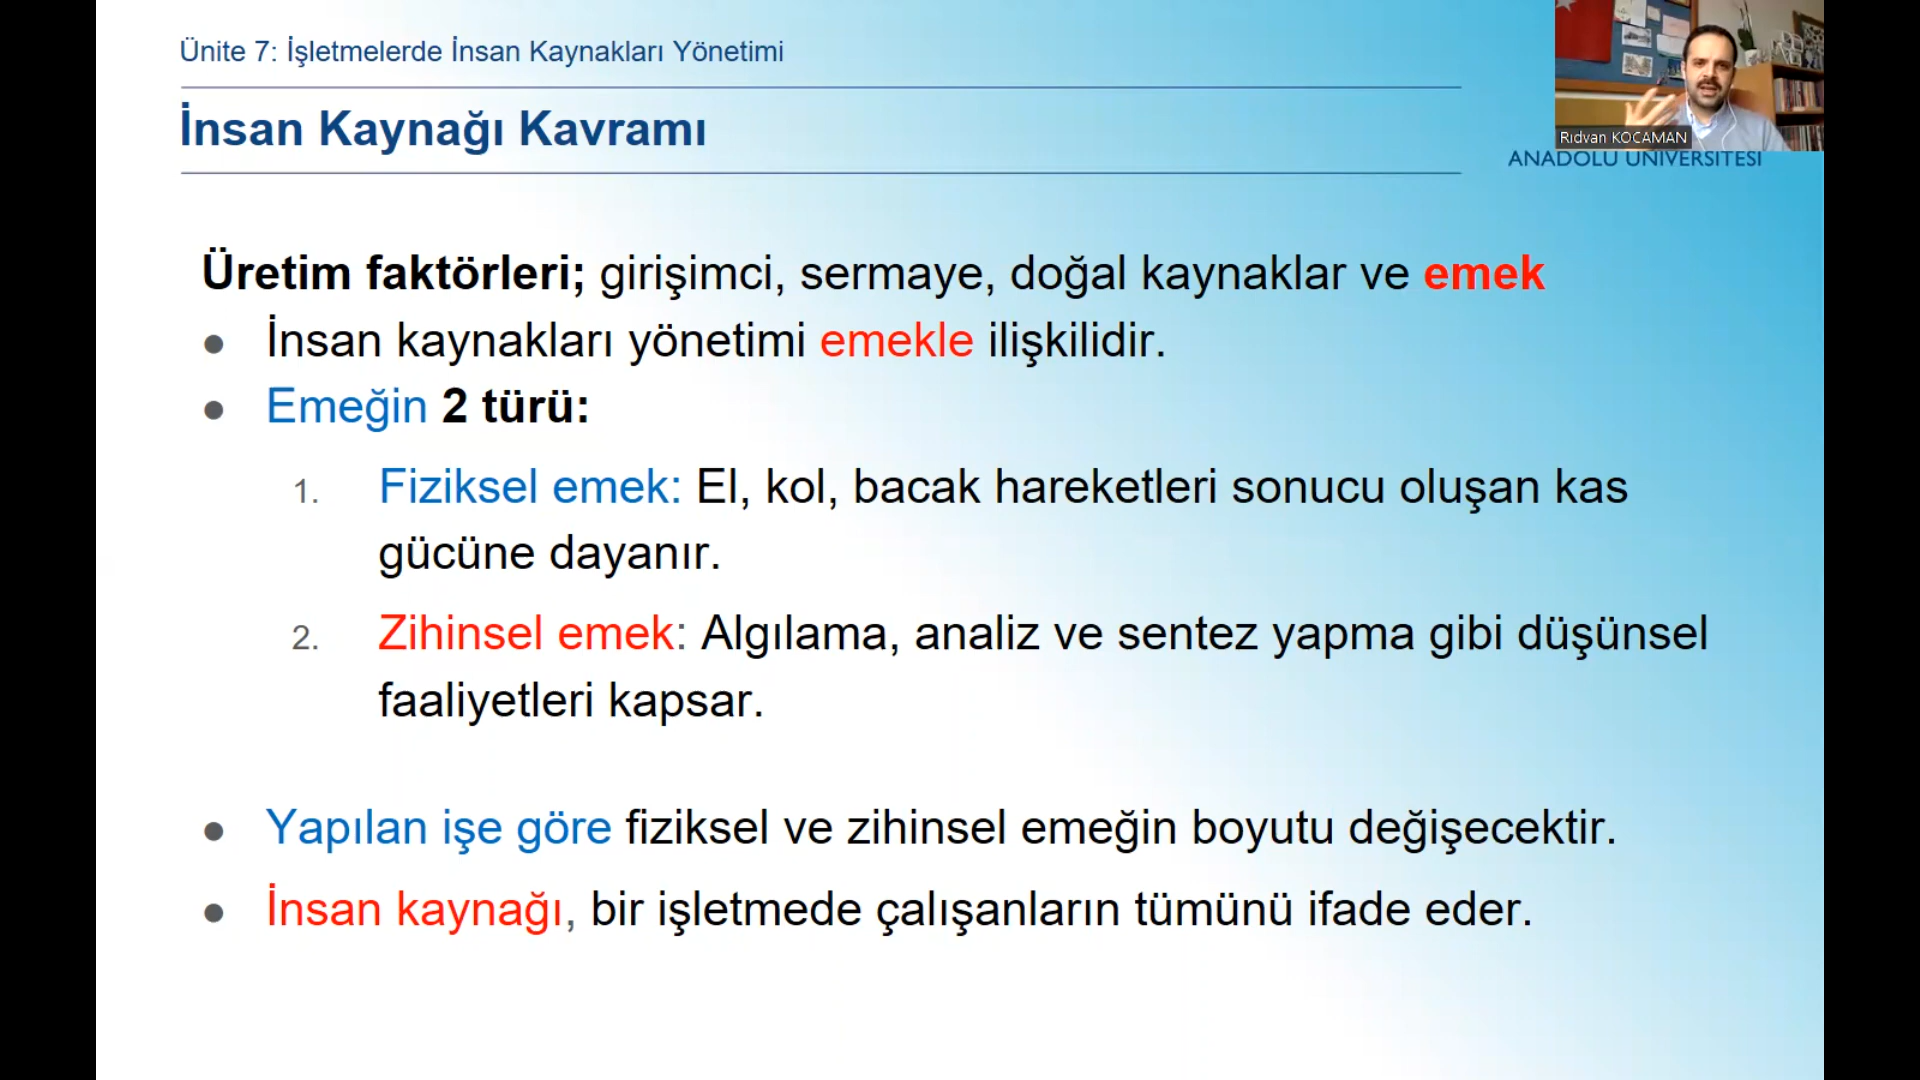 Ünite 7: İşletmelerde İnsan Kaynakları Yönetimi
İnsan Kaynağı Kavramı
Rıdvan KOCAMAN
ANADOLU ÜNİVERSİTESİ
Üretim faktörleri; girişimci, sermaye, doğal kaynaklar ve emek
● İnsan kaynakları yönetimi emekle ilişkilidir.
● Emeğin 2 türü:
1. Fiziksel emek: El, kol, bacak hareketleri sonucu oluşan kas
gücüne dayanır.
2. Zihinsel emek: Algılama, analiz ve sentez yapma gibi düşünsel
faaliyetleri kapsar.
● Yapılan işe göre fiziksel ve zihinsel emeğin boyutu değişecektir.
● İnsan kaynağı, bir işletmede çalışanların tümünü ifade eder.